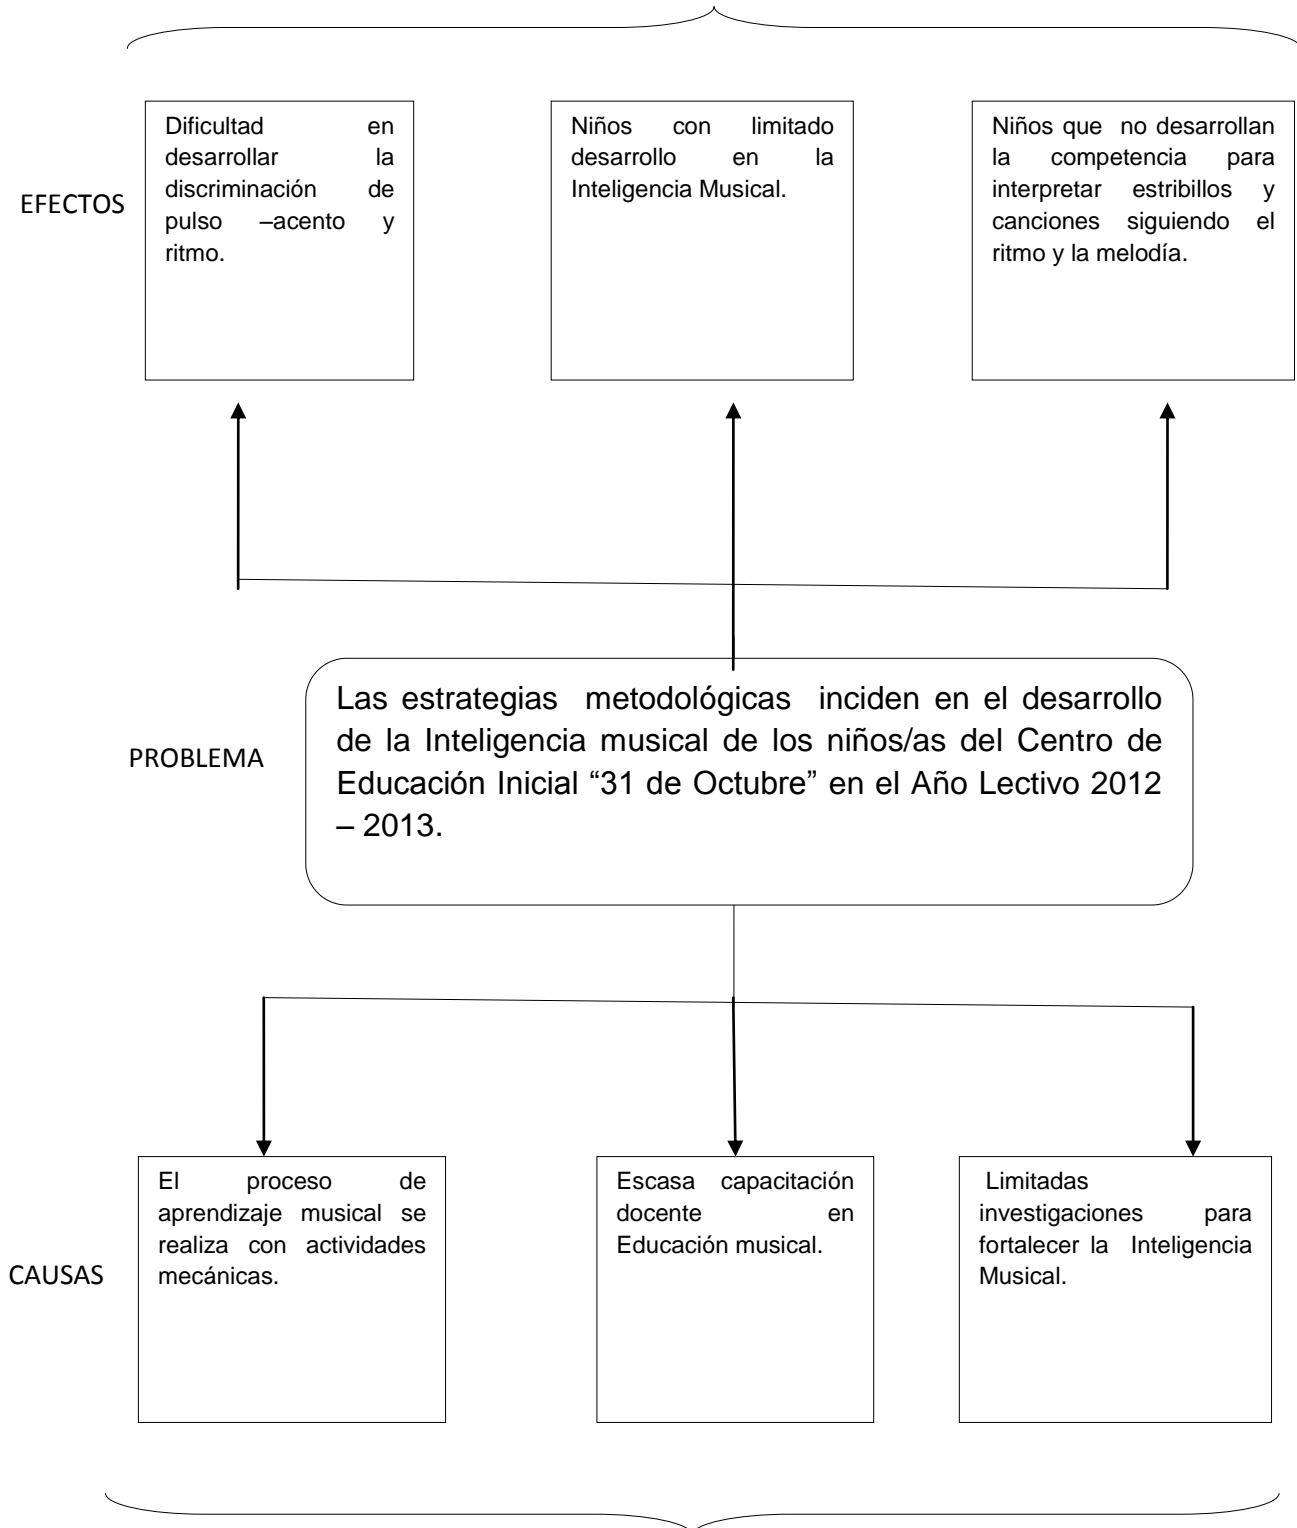 Dificultad en
desarrollar la
discriminación de
pulso –acento y
ritmo.
Niños con limitado
desarrollo en la
Inteligencia Musical.
Niños que no desarrollan
la competencia para
interpretar estribillos y
canciones siguiendo el
ritmo y la melodía.
EFECTOS
PROBLEMA
Las estrategias metodológicas inciden en el desarrollo
de la Inteligencia musical de los niños/as del Centro de
Educación Inicial “31 de Octubre” en el Año Lectivo 2012
– 2013.
CAUSAS
El proceso de
aprendizaje musical se
realiza con actividades
mecánicas.
Escasa capacitación
docente en
Educación musical.
Limitadas
investigaciones para
fortalecer la Inteligencia
Musical.